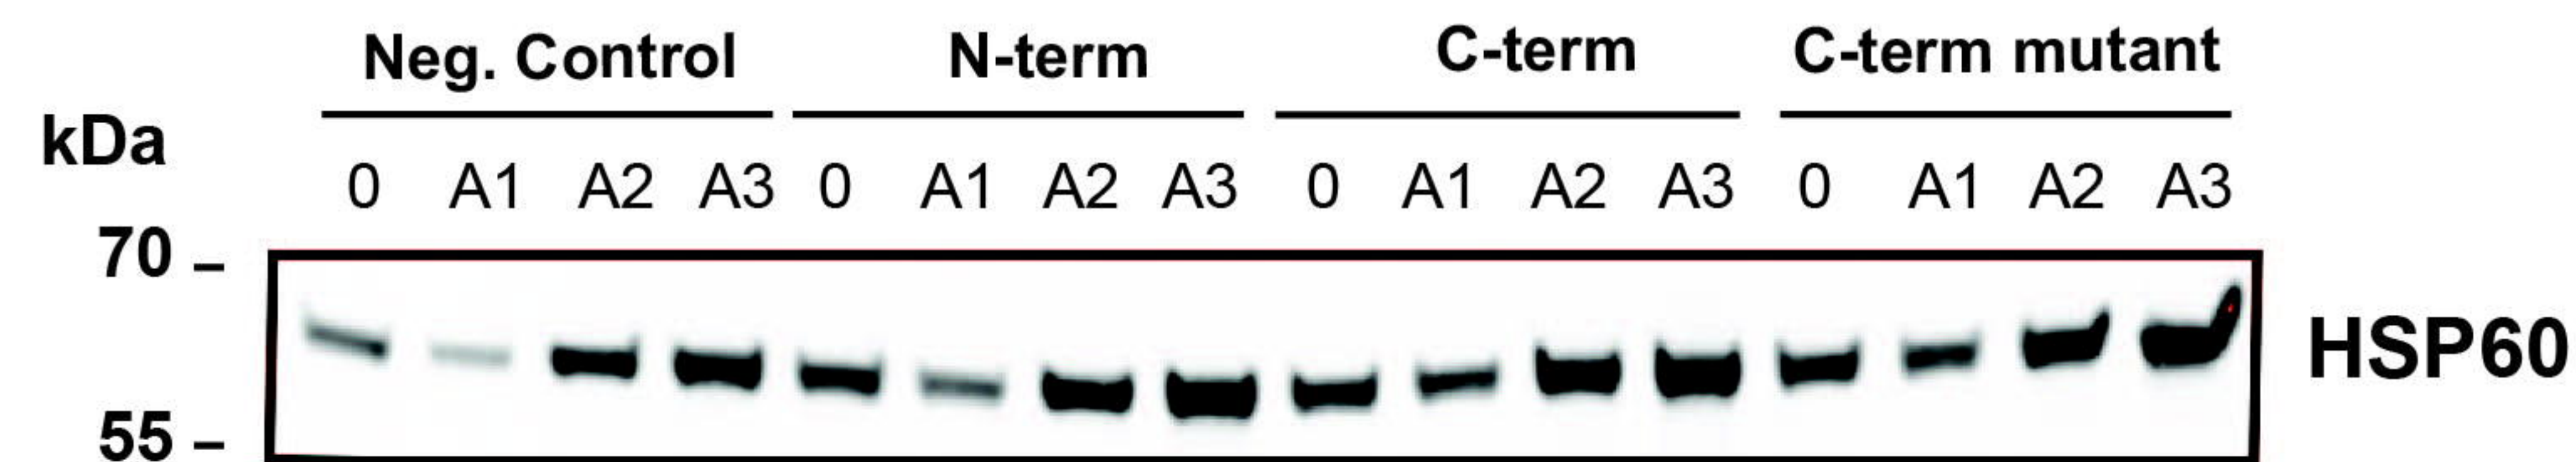 Neg. Control N-term C-term C-term mutant
kDa
0 A1 A2 A3 0 A1 A2 A3 0 A1 A2 A3 0 A1 A2 A3
70 –
HSP60
55 –